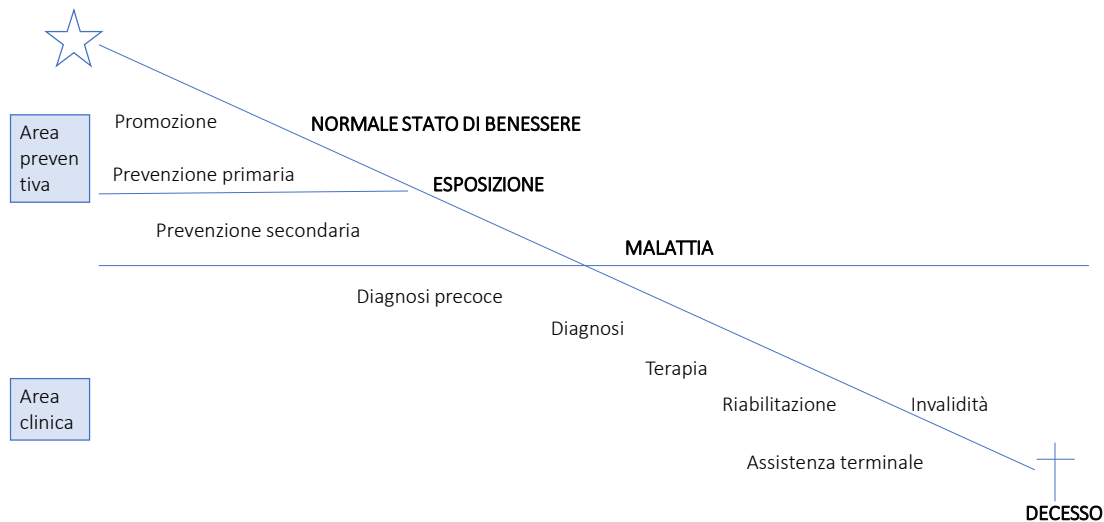 Promozione
NORMALE STATO DI BENESSERE
Area
preven
tiva
Prevenzione primaria
ESPOSIZIONE
Prevenzione secondaria
MALATTIA
Diagnosi precoce
Diagnosi
Terapia
Area
clinica
Riabilitazione
Invalidità
Assistenza terminale
DECESSO